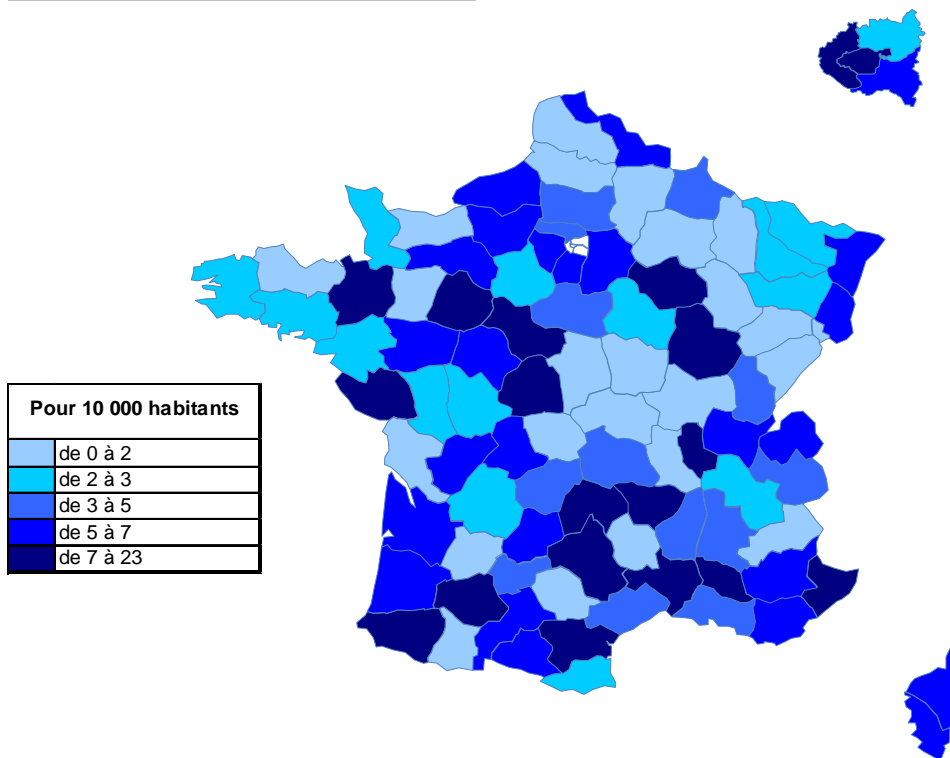 Pour 10 000 habitants
de 0 à 2
de 2 à 3
de 3 à 5
de 5 à 7
de 7 à 23